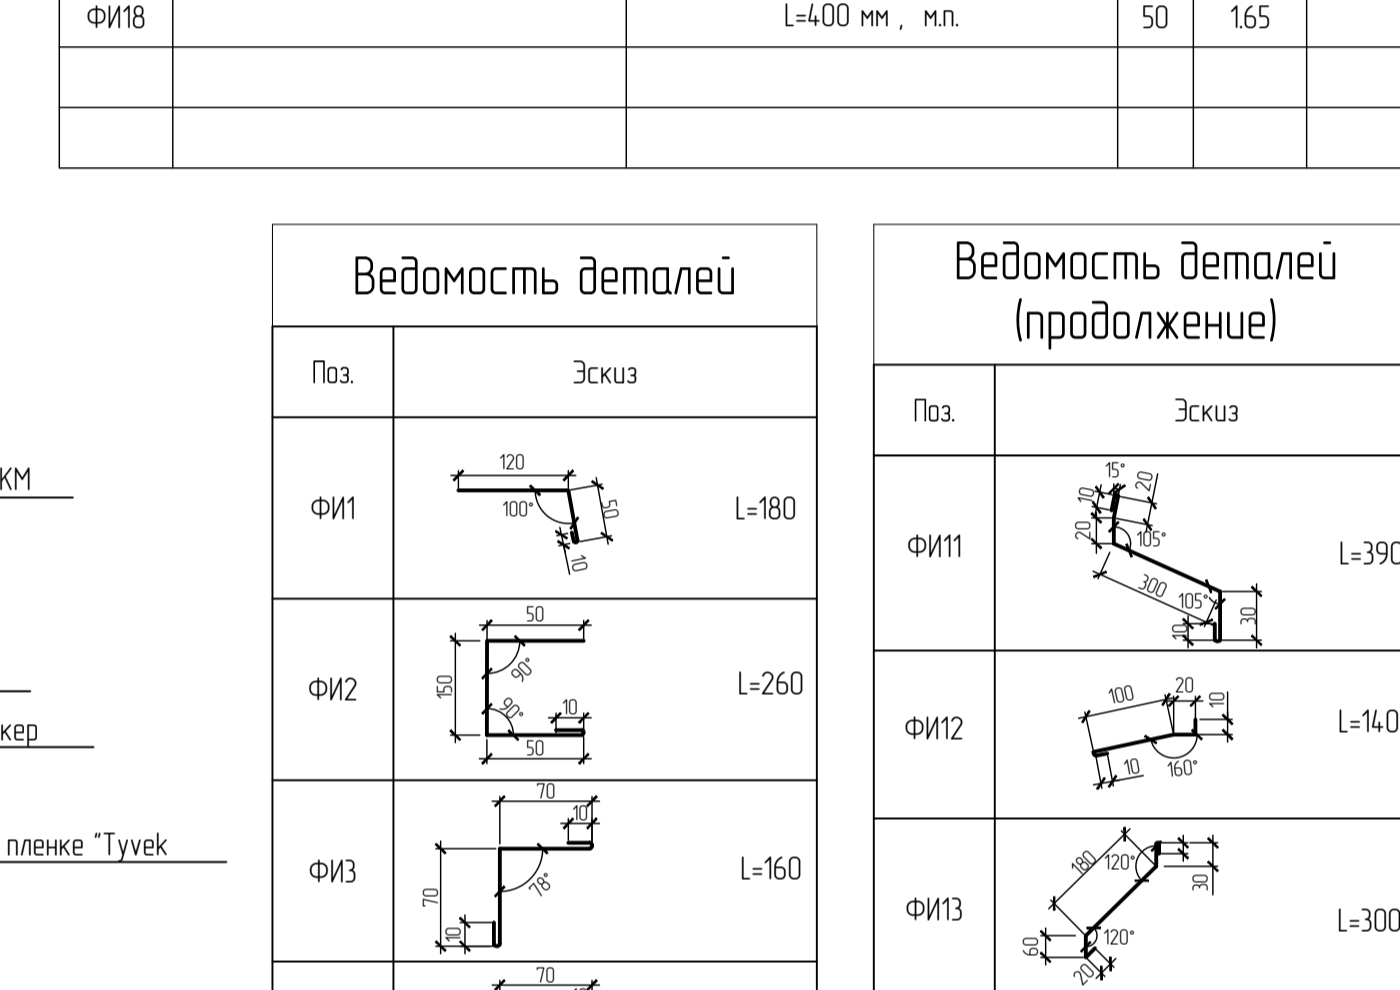 ФИ18 L=400 мм , м.п. 50 1.65
Ведомость деталей
Поз. Эскиз
ФИ1 120 100° 50 10 L=180
ФИ2 50 150 90° 90° 10 50 L=260
ФИ3 70 10 70 78° 10 L=160
70
Ведомость деталей
(продолжение)
Поз. Эскиз
ФИ11 15° 20 10 20 105° 300 105° 10 30 L=390
ФИ12 100 20 10 10 160° L=140
ФИ13 180 120° 30 60 120° 20 L=300
КМ
кер
пленке "Tyvek